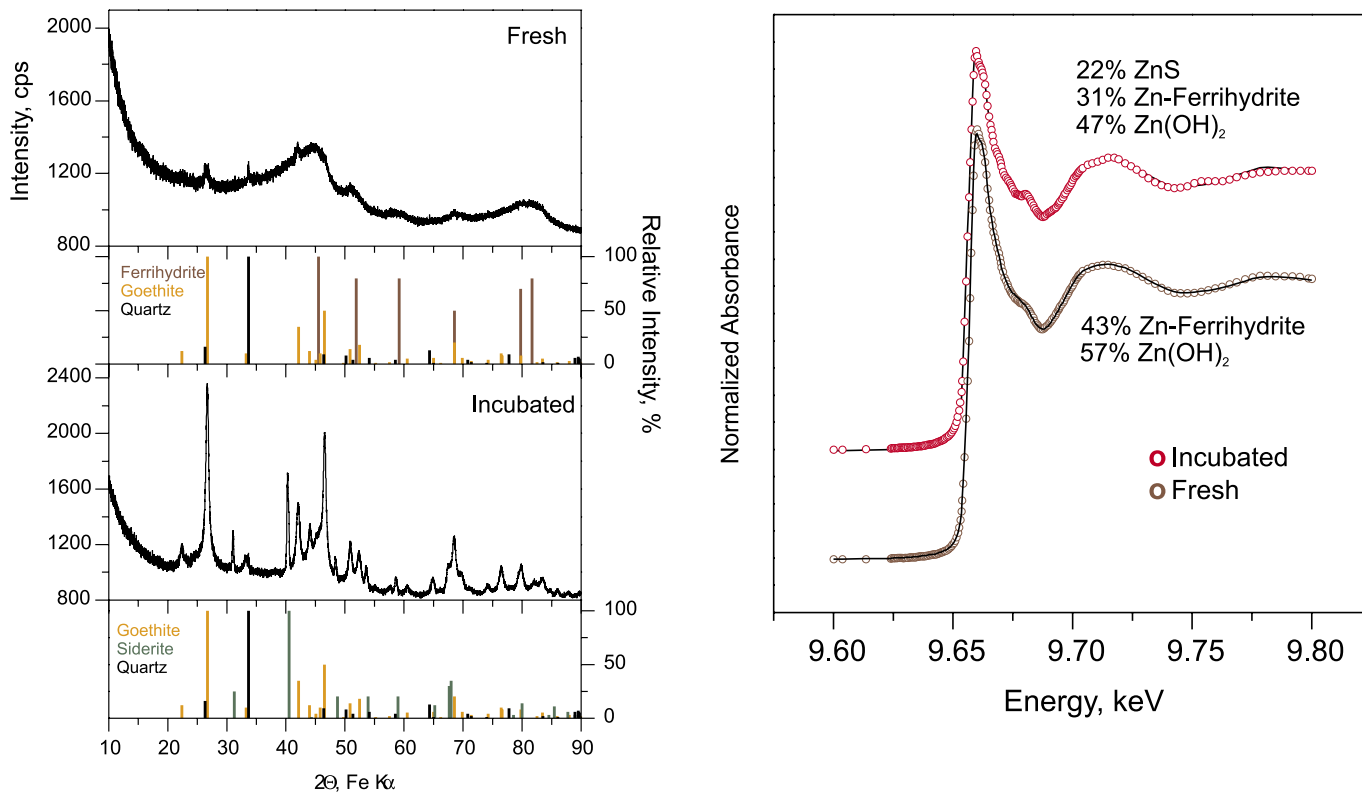 2000
1600
1200
800
Intensity, cps
Fresh
Ferrihydrite
Goethite
Quartz
100
50
0
Relative Intensity, %
2400
2000
1600
1200
800
Incubated
Goethite
Siderite
Quartz
100
50
0
10 20 30 40 50 60 70 80 90
2Θ, Fe Kα
22% ZnS
31% Zn-Ferrihydrite
47% Zn(OH)₂
43% Zn-Ferrihydrite
57% Zn(OH)₂
Incubated
Fresh
Normalized Absorbance
9.60 9.65 9.70 9.75 9.80
Energy, keV